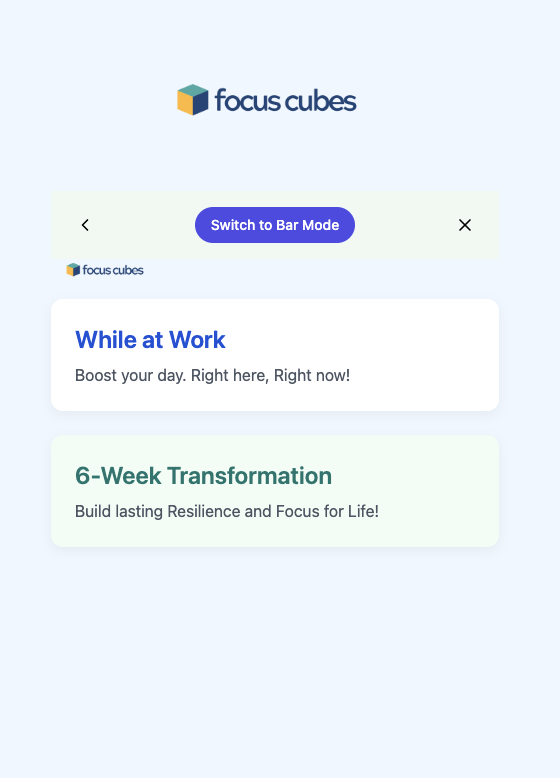 focus cubes
Switch to Bar Mode
focus cubes
While at Work
Boost your day. Right here, Right now!
6-Week Transformation
Build lasting Resilience and Focus for Life!